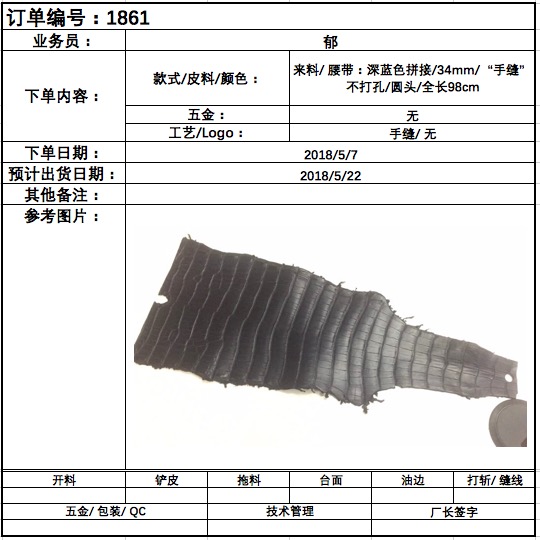 订单编号：1861
业务员： 郁
下单内容： 款式/皮料/颜色： 来料/ 腰带：深蓝色拼接/34mm/ “手缝”
不打孔/圆头/全长98cm
五金： 无
工艺/Logo： 手缝/ 无
下单日期： 2018/5/7
预计出货日期： 2018/5/22
其他备注：
参考图片：
开料 铲皮 拖料 台面 油边 打斩/ 缝线
五金/ 包装/ QC 技术管理 厂长签字